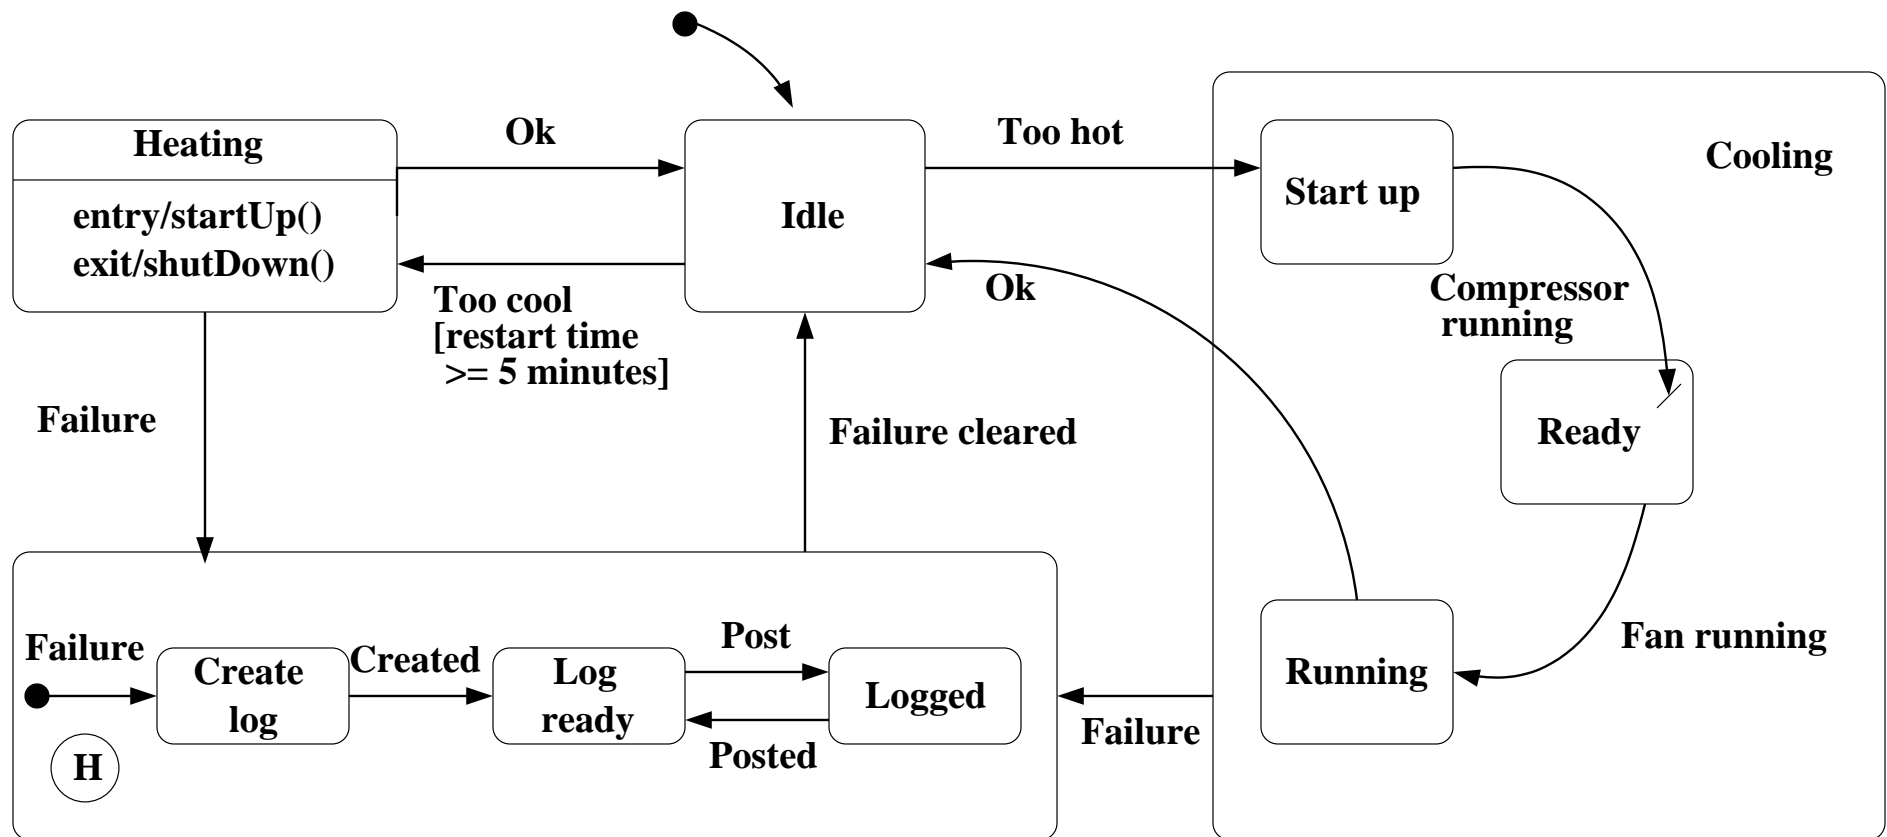 Heating
entry/startUp()
exit/shutDown()
Ok
Idle
Too hot
Start up
Cooling
Too cool
[restart time
>= 5 minutes]
Ok
Compressor
running
Ready
Failure
Failure cleared
Fan running
Running
Failure
Failure
Create
log
Created
Log
ready
Post
Posted
Logged
H